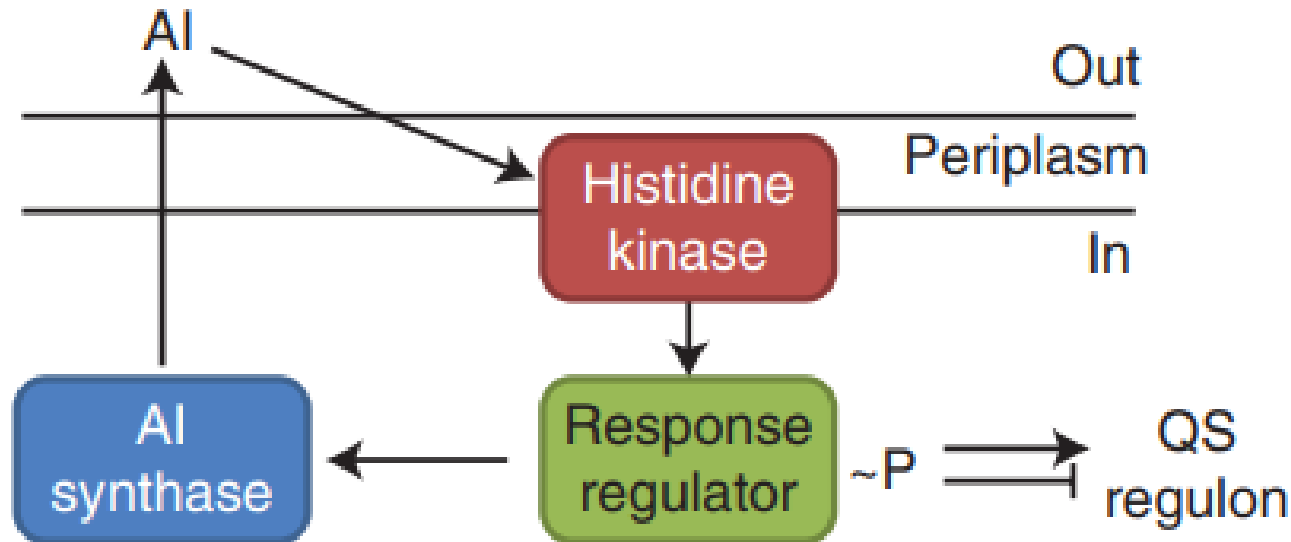 AI
Out
Periplasm
Histidine
kinase
In
AI
synthase
Response
regulator
~P
QS
regulon